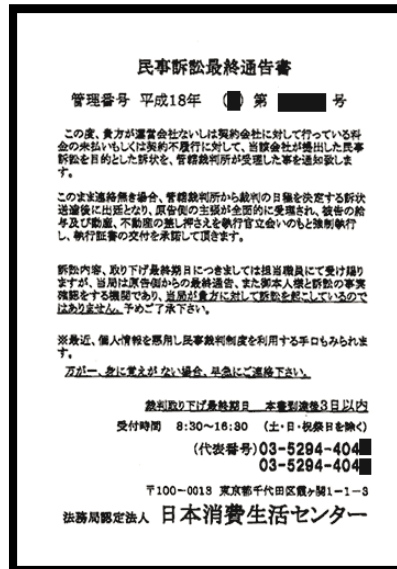 民事訴訟最終通告書
管理番号 平成18年 ( ) 第 号
この度、貴方が運営会社ないしは契約会社に対して行っている料
金の未払いもしくは契約不履行に対して、当該会社が提出した民事
訴訟を目的とした訴状を、管轄裁判所が受理した事を通知致しま
す。
このまま連絡無き場合、管轄裁判所から裁判の日程を決定する訴状
送達後に出廷となり、原告側の主張が全面的に受理され、被告の給
与及び動産、不動産の差し押さえを執行官立会いのもと強制執行
し、執行証書の交付を承諾して頂きます。
訴訟内容、取り下げ最終期日につきましては担当職員にて受け賜り
ますが、当局は原告側からの最終通告、また御本人様と訴訟の事実
確認をする機関であり、当局が貴方に対して訴訟を起こしているので
はありません。予めご了承下さい。
※最近、個人情報を悪用し民事裁判制度を利用する手口もみられま
す。
万が一、身に覚えがない場合、早急にご連絡下さい。
裁判取り下げ最終期日 本書到達後3日以内
受付時間 8:30~16:30 (土・日・祝祭日を除く)
(代表番号)03-5294-404
03-5294-404
〒100-0013 東京都千代田区霞ヶ関1-1-3
法務局認定法人 日本消費生活センター